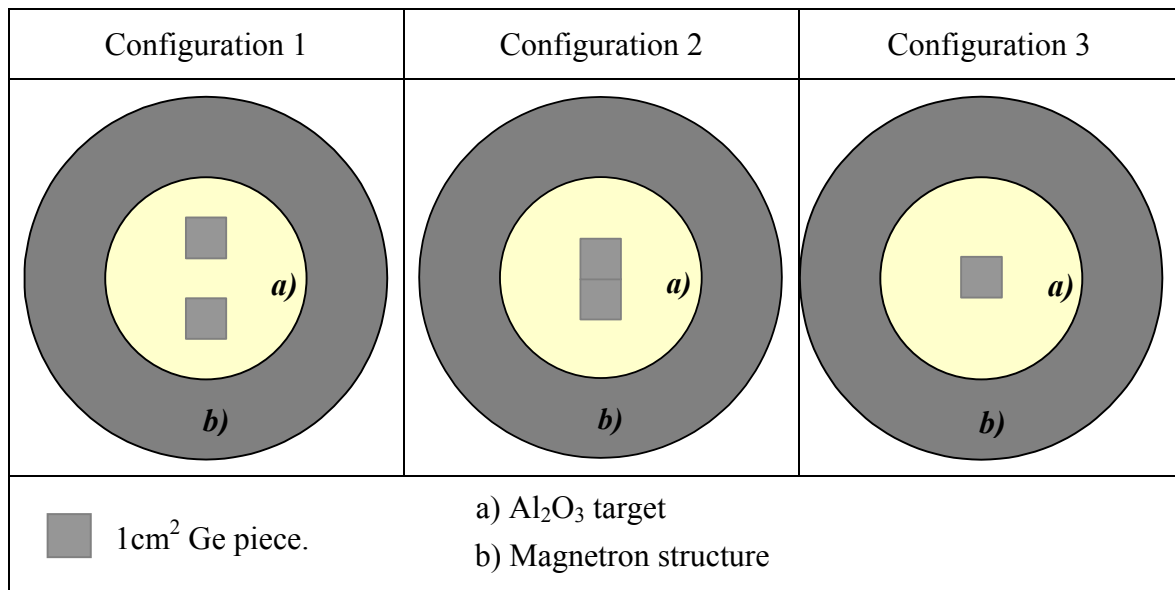 Configuration 1
Configuration 2
Configuration 3
a)
a)
a)
b)
b)
b)
1cm² Ge piece.
a) Al₂O₃ target
b) Magnetron structure